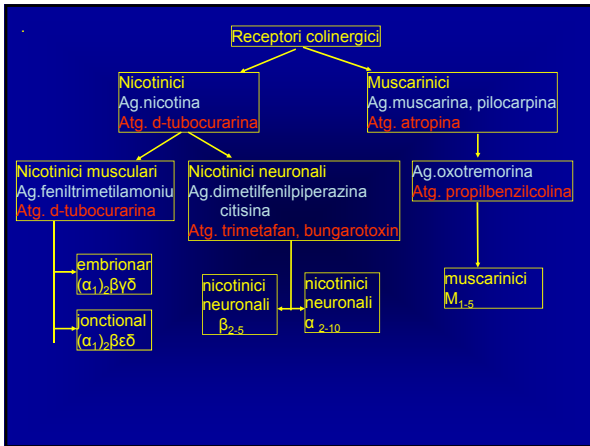 Receptori colinergici
Nicotinici
Ag.nicotina
Atg. d-tubocurarina
Muscarinici
Ag.muscarina, pilocarpina
Atg. atropina
Nicotinici musculari
Ag.feniltrimetilamoniu
Atg. d-tubocurarina
Nicotinici neuronali
Ag.dimetilfenilpiperazina
citisina
Atg. trimetafan, bungarotoxin
Ag.oxotremorina
Atg. propilbenzilcolina
embrionar
(α₁)₂βγδ
jonctional
(α₁)₂βεδ
nicotinici
neuronali
β₂₋₅
nicotinici
neuronali
α ₂₋₁₀
muscarinici
M₁₋₅